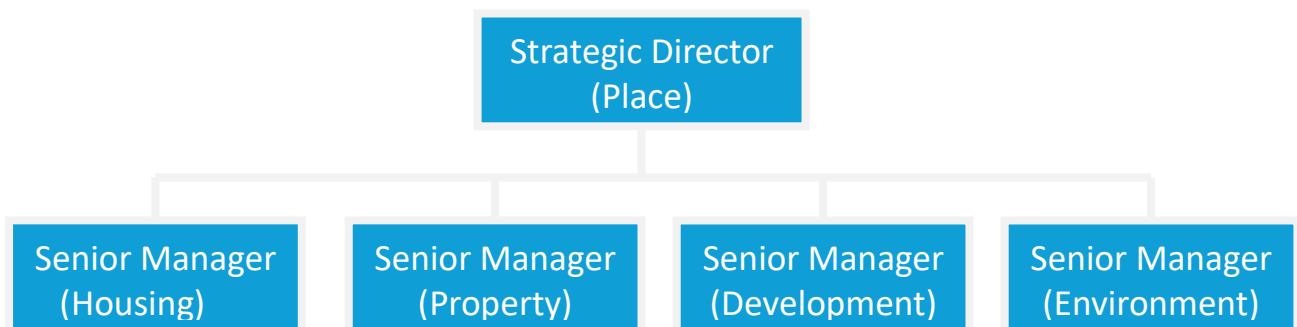 Strategic Director
(Place)
Senior Manager
(Housing)
Senior Manager
(Property)
Senior Manager
(Development)
Senior Manager
(Environment)